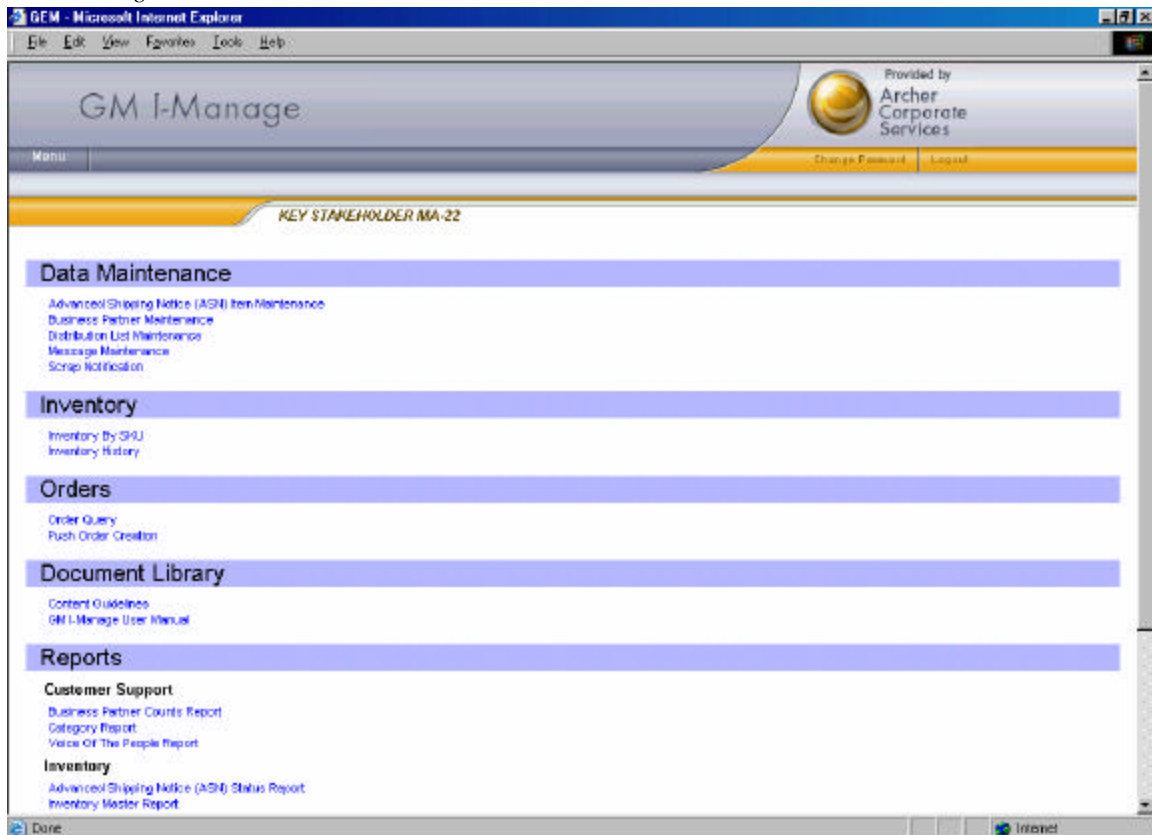 GEM - Microsoft Internet Explorer
File Edit View Favorites Tools Help
GM I-Manage
Provided by
Archer
Corporate
Services
Menu
Change Password Logout
KEY STAKEHOLDER MA-22
Data Maintenance
Advanced Shipping Notice (ASN) Item Maintenance
Business Partner Maintenance
Distribution List Maintenance
Message Maintenance
Scrap Notification
Inventory
Inventory By SKU
Inventory History
Orders
Order Query
Push Order Creation
Document Library
Content Guidelines
GM I-Manage User Manual
Reports
Customer Support
Business Partner Counts Report
Category Report
Voice Of The People Report
Inventory
Advanced Shipping Notice (ASN) Status Report
Inventory Master Report
Done Internet